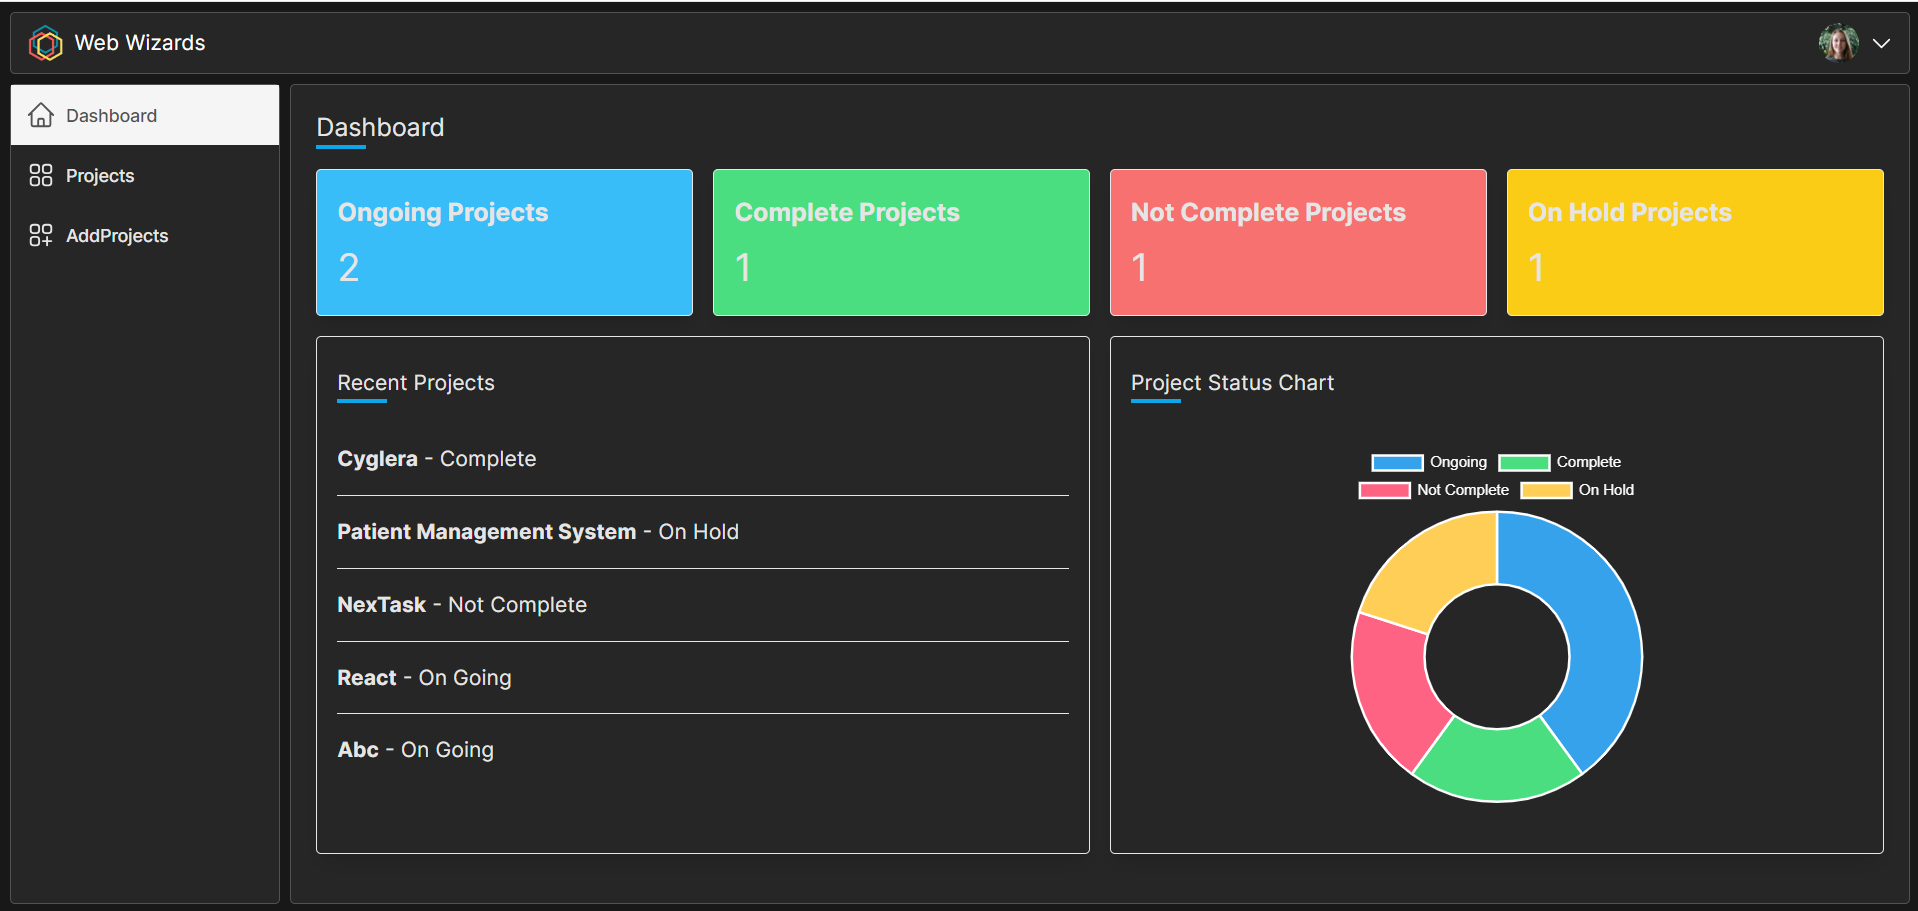 Web Wizards
Dashboard
Projects
AddProjects
Dashboard
Ongoing Projects
2
Complete Projects
1
Not Complete Projects
1
On Hold Projects
1
Recent Projects
Cyglera - Complete
Patient Management System - On Hold
NexTask - Not Complete
React - On Going
Abc - On Going
Project Status Chart
Ongoing Complete
Not Complete On Hold